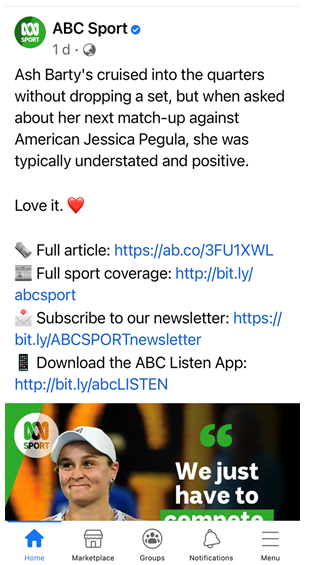 ABC Sport
1 d ·
Ash Barty's cruised into the quarters
without dropping a set, but when asked
about her next match-up against
American Jessica Pegula, she was
typically understated and positive.
Love it. ❤️
🗞️ Full article: https://ab.co/3FU1XWL
📰 Full sport coverage: http://bit.ly/
abcsport
📩 Subscribe to our newsletter: https://
bit.ly/ABCSPORTnewsletter
📱 Download the ABC Listen App:
http://bit.ly/abcLISTEN
SPORT
“
We just
have to
compete
Home
Marketplace
Groups
Notifications
Menu